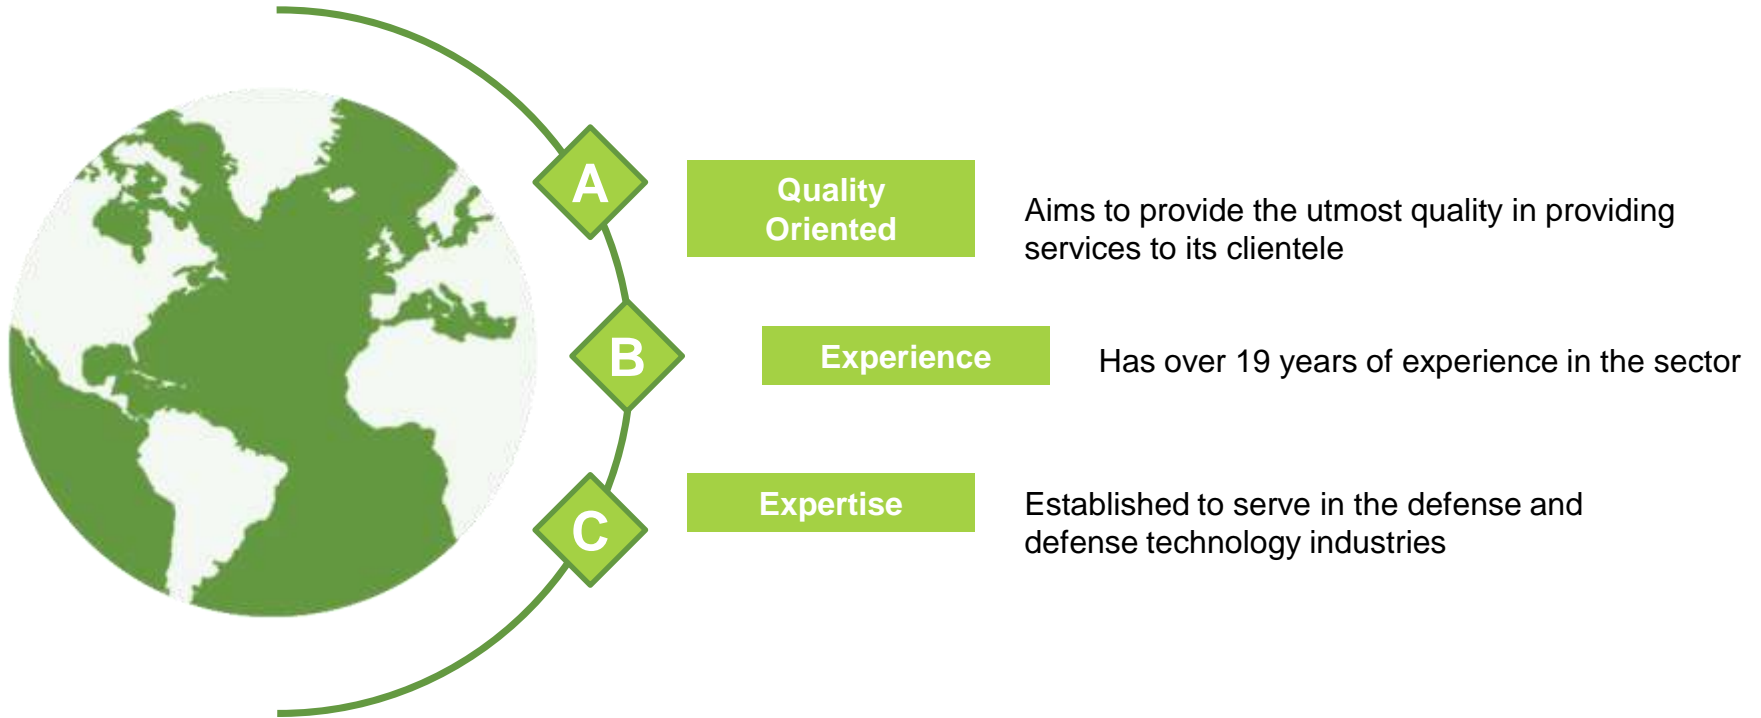 A
Quality
Oriented
Aims to provide the utmost quality in providing
services to its clientele
B
Experience
Has over 19 years of experience in the sector
C
Expertise
Established to serve in the defense and
defense technology industries